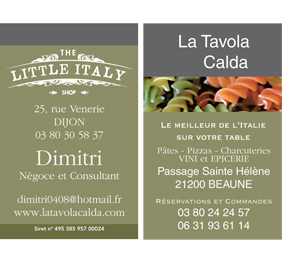 THE
LITTLE ITALY
SHOP
25, rue Venerie
DIJON
03 80 30 58 37
Dimitri
Négoce et Consultant
dimitri0408@hotmail.fr
www.latavolacalda.com
Siret n° 495 385 957 00024
La Tavola
Calda
LE MEILLEUR DE L'ITALIE
SUR VOTRE TABLE
Pâtes - Pizzas - Charcuteries
VINI et EPICERIE
Passage Sainte Hélène
21200 BEAUNE
RÉSERVATIONS ET COMMANDES
03 80 24 24 57
06 31 93 61 14